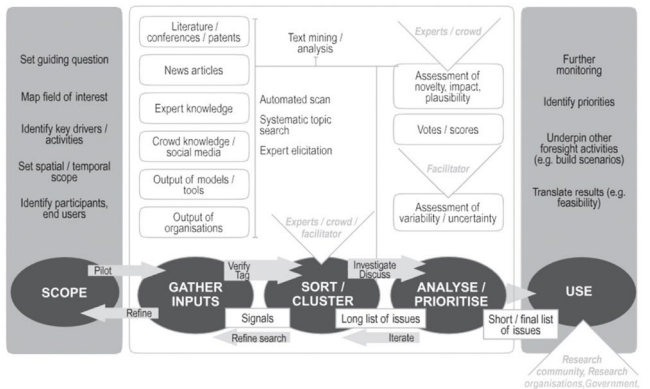 Set guiding question
Map field of interest
Identify key drivers /
activities
Set spatial / temporal
scope
Identify participants,
end users
Literature /
conferences / patents
News articles
Expert knowledge
Crowd knowledge /
social media
Output of models /
tools
Output of
organisations
Text mining /
analysis
Automated scan
Systematic topic
search
Expert elicitation
Experts / crowd /
facilitator
Experts / crowd
Assessment of
novelty, impact,
plausibility
Votes / scores
Facilitator
Assessment of
variability / uncertainty
Further
monitoring
Identify priorities
Underpin other
foresight activities
(e.g. build scenarios)
Translate results (e.g.
feasibility)
SCOPE
Pilot
Refine
GATHER
INPUTS
Verify
Tag
Signals
Refine search
SORT /
CLUSTER
Investigate
Discuss
Long list of issues
Iterate
ANALYSE /
PRIORITISE
Short / final list
of issues
USE
Research
community, Research
organisations,Government,